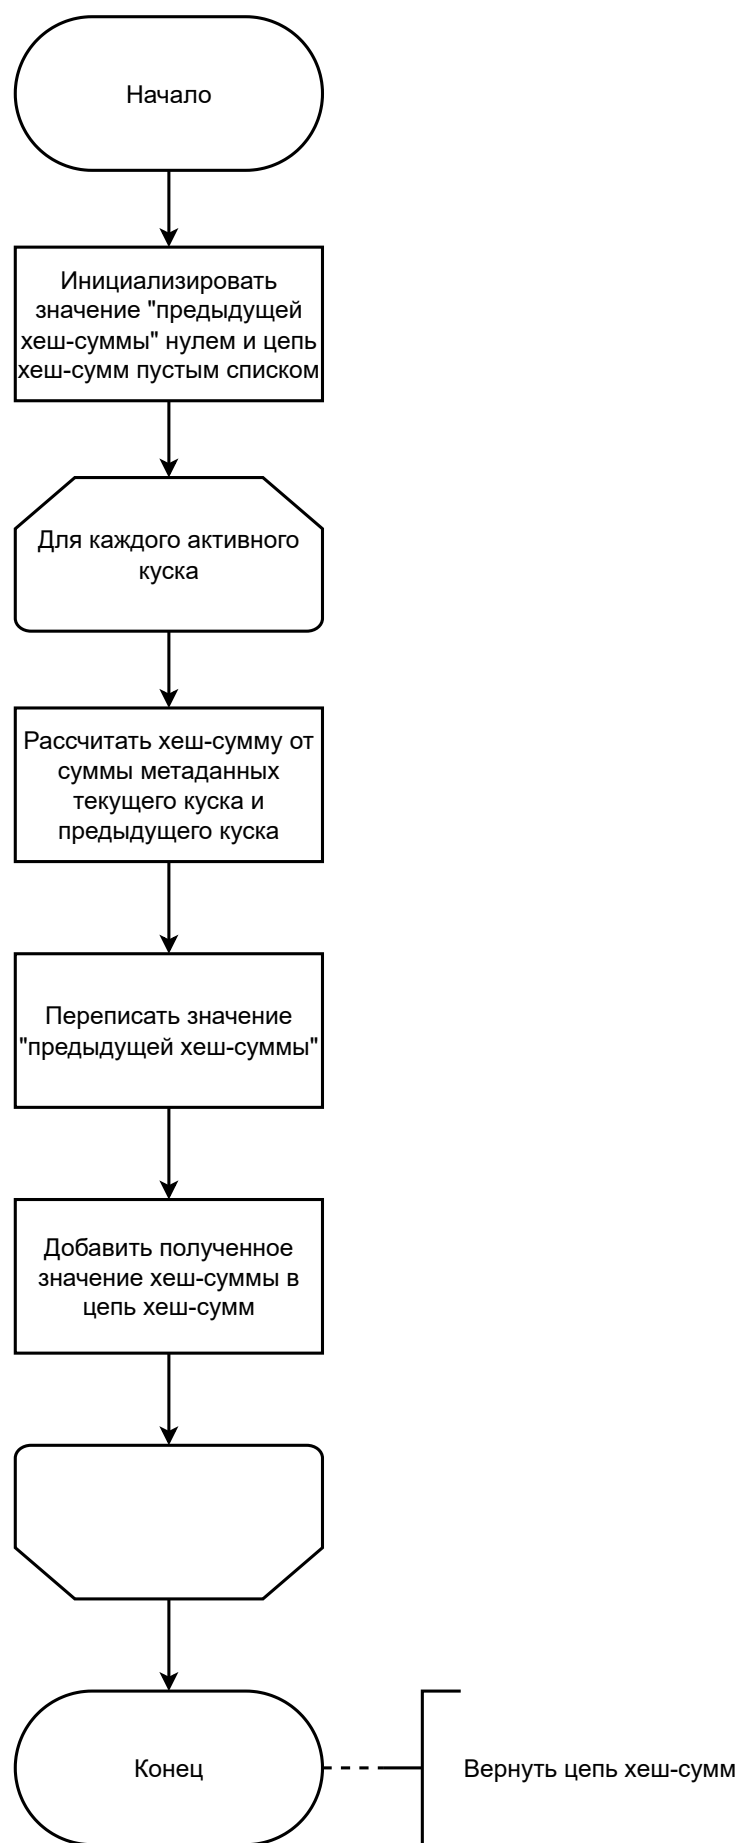 Начало
Инициализировать
значение "предыдущей
хеш-суммы" нулем и цепь
хеш-сумм пустым списком
Для каждого активного
куска
Рассчитать хеш-сумму от
суммы метаданных
текущего куска и
предыдущего куска
Переписать значение
"предыдущей хеш-суммы"
Добавить полученное
значение хеш-суммы в
цепь хеш-сумм
Конец
Вернуть цепь хеш-сумм